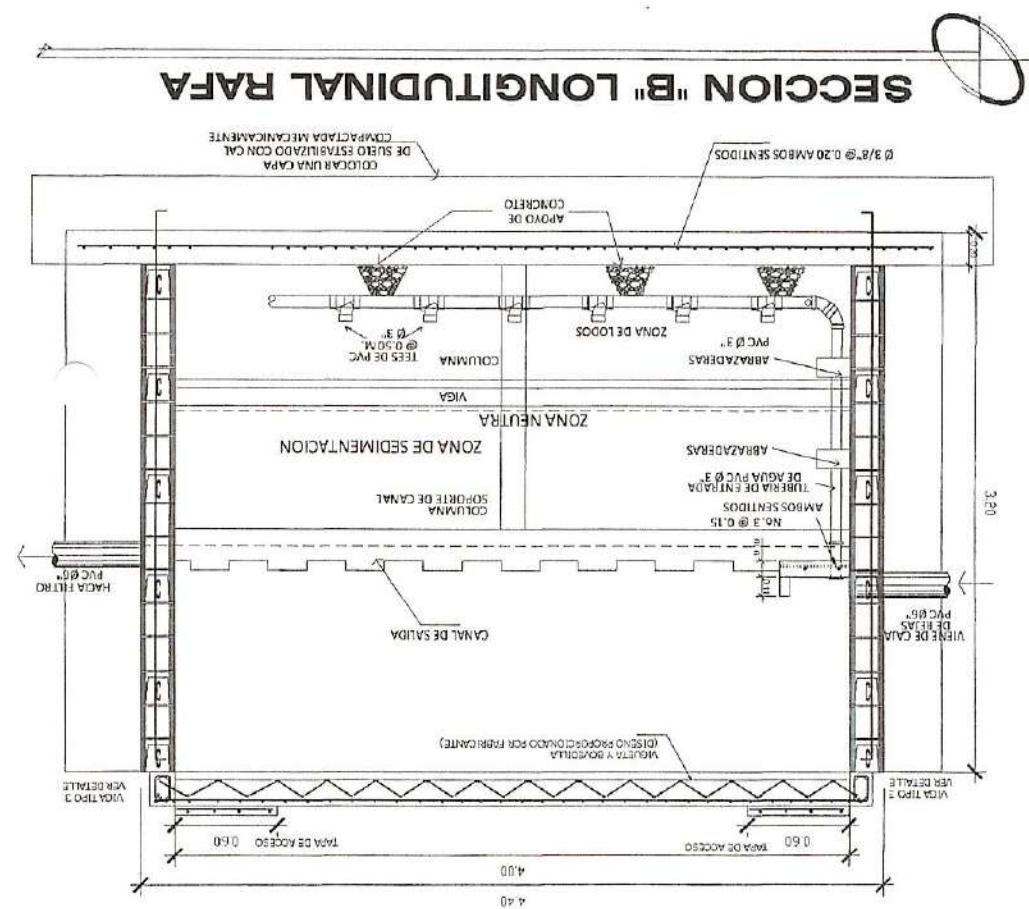 4.40
4.00
0.60
TAPA DE ACCESO
TAPA DE ACCESO
0.60
VIGA TIPO 3
VER DETALLE
VIGA TIPO 3
VER DETALLE
VIGUETA Y BOVEDILLA
(DISEÑO PROPORCIONADO POR FABRICANTE)
CANAL DE SALIDA
VIENE DE CAJA
DE REJAS
PVC Ø6"
HACIA FILTRO
PVC Ø6"
No. 3 @ 0.15
AMBOS SENTIDOS
TUBERIA DE ENTRADA
DE AGUA PVC Ø 3"
COLUMNA
SOPORTE DE CANAL
3.20
ABRAZADERAS
ZONA DE SEDIMENTACION
ZONA NEUTRA
VIGA
ABRAZADERAS
PVC Ø 3"
COLUMNA
ZONA DE LODOS
TEES DE PVC
@ 0.50 M.
Ø 3"
0.20
APOYO DE
CONCRETO
Ø 3/8" @ 0.20 AMBOS SENTIDOS
COLOCAR UNA CAPA
DE SUELO ESTABILIZADO CON CAL
COMPACTADA MECANICAMENTE
SECCION "B" LONGITUDINAL RAFA